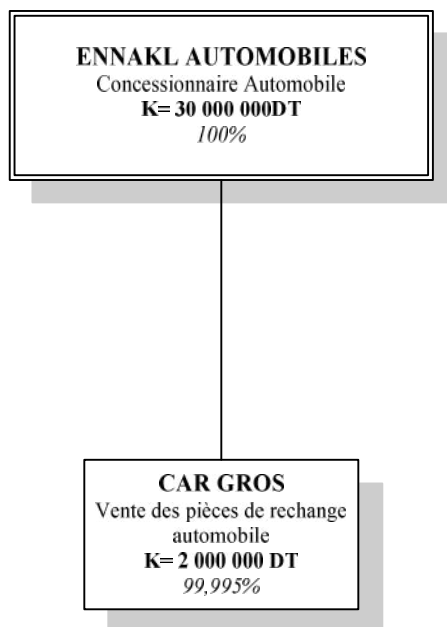 ENNAKL AUTOMOBILES
Concessionnaire Automobile
K= 30 000 000DT
100%
CAR GROS
Vente des pièces de rechange
automobile
K= 2 000 000 DT
99,995%